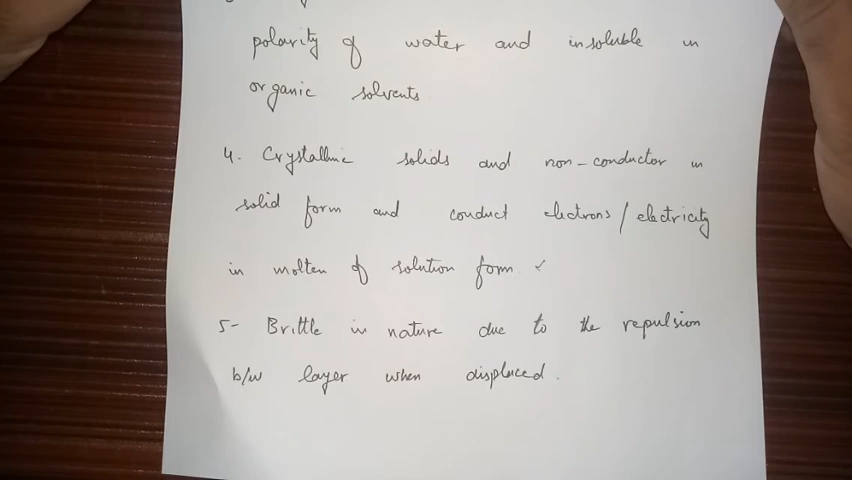 polarity of water and insoluble in
organic solvents.
4. Crystalline solids and non-conductor in
solid form and conduct electrons/electricity
in molten of solution form
5- Brittle in nature due to the repulsion
b/w layer when displaced.